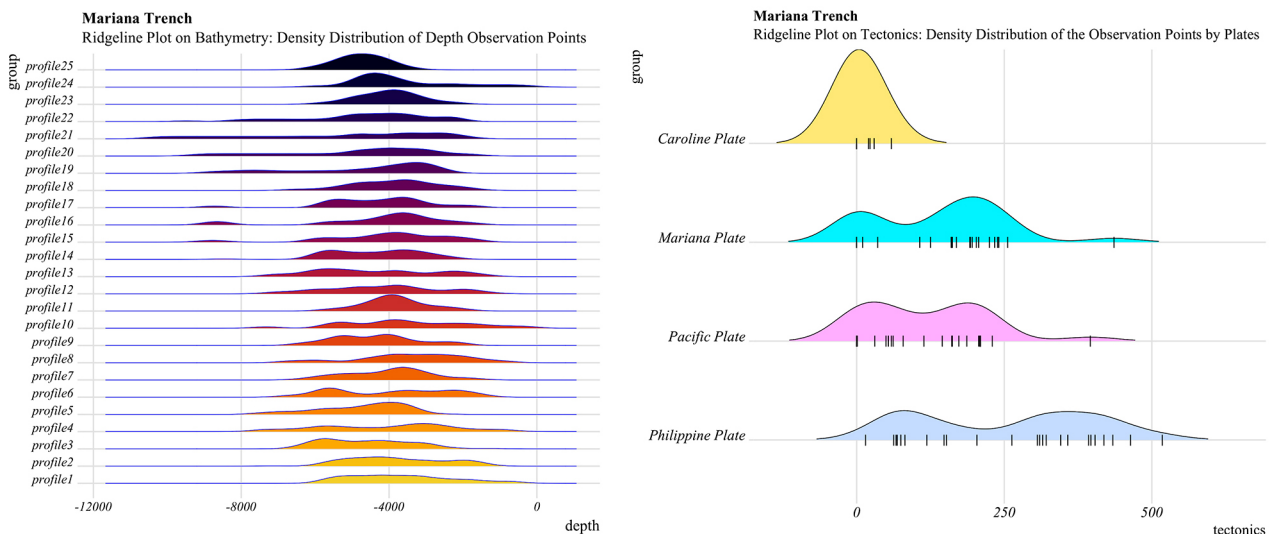 Mariana Trench
Ridgeline Plot on Bathymetry: Density Distribution of Depth Observation Points
group
profile25
profile24
profile23
profile22
profile21
profile20
profile19
profile18
profile17
profile16
profile15
profile14
profile13
profile12
profile11
profile10
profile9
profile8
profile7
profile6
profile5
profile4
profile3
profile2
profile1
-12000 -8000 -4000 0
depth
Mariana Trench
Ridgeline Plot on Tectonics: Density Distribution of the Observation Points by Plates
group
Caroline Plate
Mariana Plate
Pacific Plate
Philippine Plate
0 250 500
tectonics